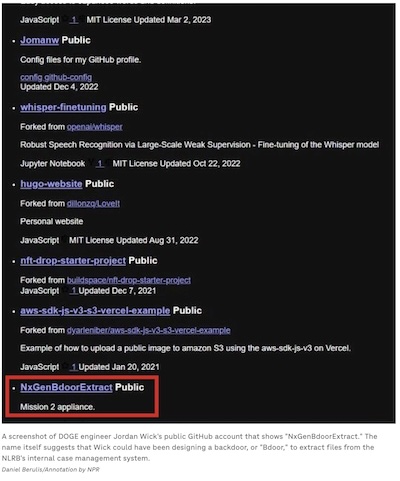 JavaScript 1 MIT License Updated Mar 2, 2023
Jomanw Public
Config files for my GitHub profile.
config github-config
Updated Dec 4, 2022
whisper-finetuning Public
Forked from openai/whisper
Robust Speech Recognition via Large-Scale Weak Supervision - Fine-tuning of the Whisper model
Jupyter Notebook 1 MIT License Updated Oct 22, 2022
hugo-website Public
Forked from dillonzq/LoveIt
Personal website
JavaScript MIT License Updated Aug 31, 2022
nft-drop-starter-project Public
Forked from buildspace/nft-drop-starter-project
JavaScript 1 Updated Dec 7, 2021
aws-sdk-js-v3-s3-vercel-example Public
Forked from dyarleniber/aws-sdk-js-v3-s3-vercel-example
Example of how to upload a public image to amazon S3 using the aws-sdk-js-v3 on Vercel.
JavaScript 1 Updated Jan 20, 2021
NxGenBdoorExtract Public
Mission 2 appliance.
A screenshot of DOGE engineer Jordan Wick's public GitHub account that shows "NxGenBdoorExtract." The
name itself suggests that Wick could have been designing a backdoor, or "Bdoor," to extract files from the
NLRB's internal case management system.
Daniel Berulis/Annotation by NPR